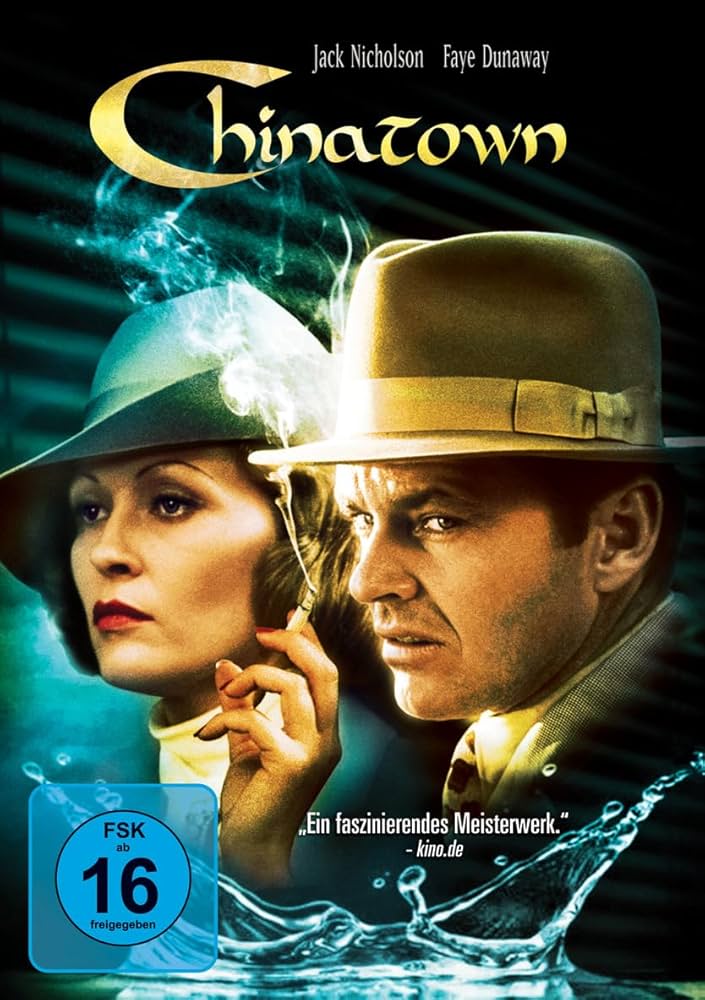 Jack Nicholson Faye Dunaway
Chinatown
„Ein faszinierendes Meisterwerk.“
- kino.de
FSK
ab
16
freigegeben